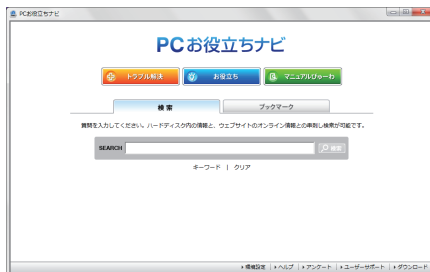 PCお役立ちナビ
PCお役立ちナビ
トラブル解決 お役立ち マニュアルびゅーわ
検索 ブックマーク
質問を入力してください。ハードディスク内の情報と、ウェブサイトのオンライン情報との串刺し検索が可能です。
SEARCH 検索
キーワード | クリア
環境設定 | ヘルプ | アンケート | ユーザーサポート | ダウンロード